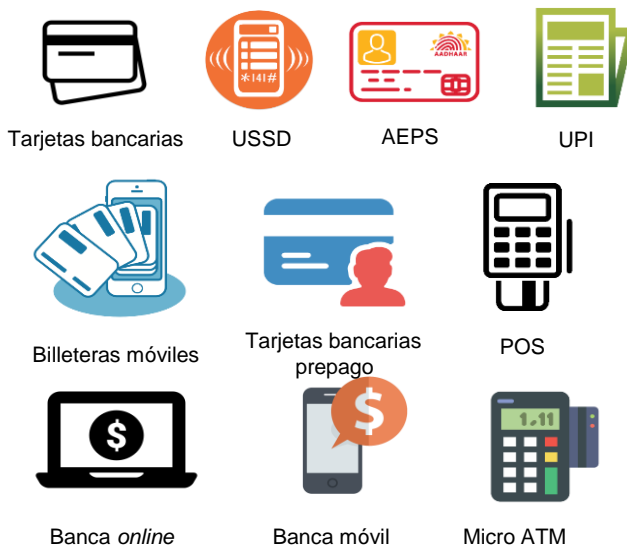 *141#
AADHAAR
Tarjetas bancarias
USSD
AEPS
UPI
Billeteras móviles
Tarjetas bancarias
prepago
POS
$
$
1,11
Banca online
Banca móvil
Micro ATM